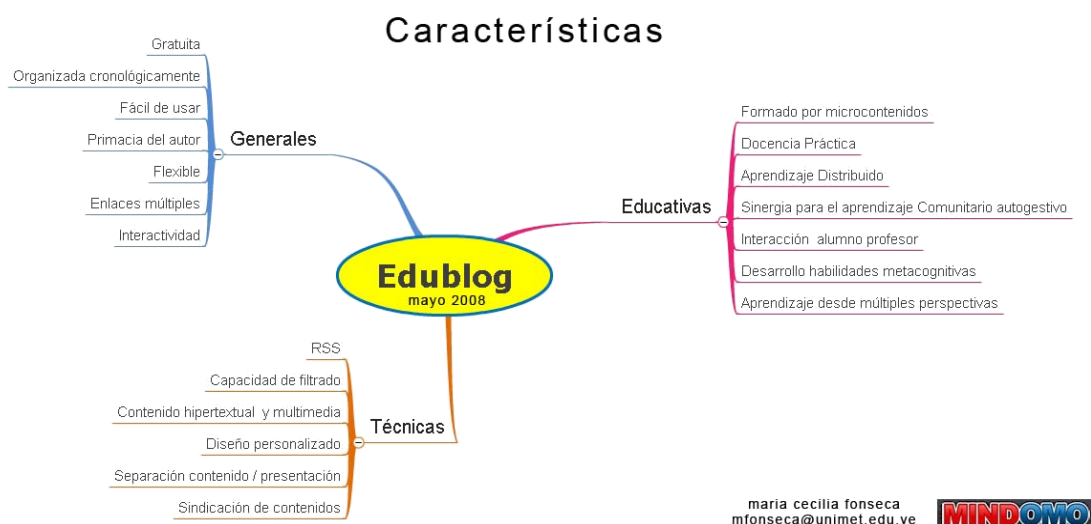 Características
Gratuita
Organizada cronológicamente
Fácil de usar
Primacia del autor
Flexible
Enlaces múltiples
Interactividad
Generales
Formado por microcontenidos
Docencia Práctica
Aprendizaje Distribuido
Sinergia para el aprendizaje Comunitario autogestivo
Interacción alumno profesor
Desarrollo habilidades metacognitivas
Aprendizaje desde múltiples perspectivas
Educativas
Edublog
mayo 2008
RSS
Capacidad de filtrado
Contenido hipertextual y multimedia
Diseño personalizado
Separación contenido / presentación
Sindicación de contenidos
Técnicas
maria cecilia fonseca
mfonseca@unimet.edu.ve
MINDOMO